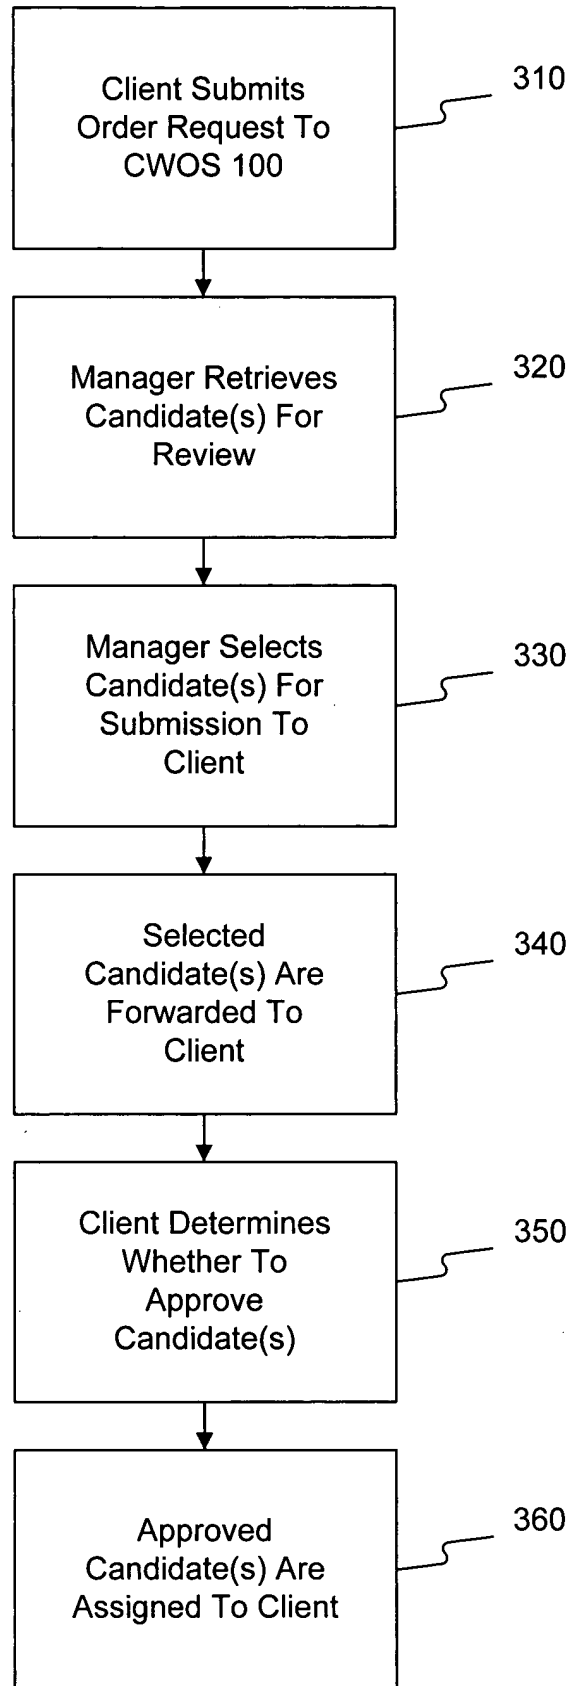 Client Submits
Order Request To
CWOS 100
310
Manager Retrieves
Candidate(s) For
Review
320
Manager Selects
Candidate(s) For
Submission To
Client
330
Selected
Candidate(s) Are
Forwarded To
Client
340
Client Determines
Whether To
Approve
Candidate(s)
350
Approved
Candidate(s) Are
Assigned To Client
360